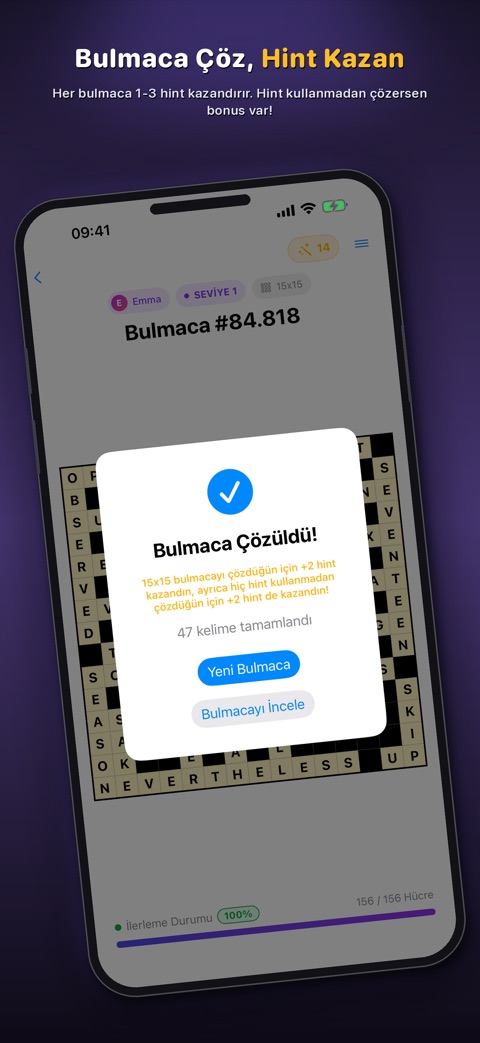 Bulmaca Çöz, Hint Kazan
Her bulmaca 1-3 hint kazandırır. Hint kullanmadan çözersen
bonus var!
09:41
14
E Emma
SEVİYE 1
15x15
Bulmaca #84.818
Bulmaca Çözüldü!
15x15 bulmacayı çözdüğün için +2 hint
kazandın, ayrıca hiç hint kullanmadan
çözdüğün için +2 hint de kazandın!
47 kelime tamamlandı
Yeni Bulmaca
Bulmacayı İncele
NEVERTHELESS UP
İlerleme Durumu 100%
156 / 156 Hücre